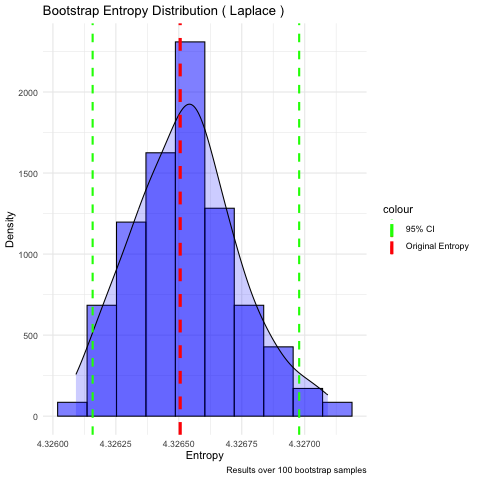 Bootstrap Entropy Distribution ( Laplace )
Density
2000
1500
1000
500
0
4.32600
4.32625
4.32650
4.32675
4.32700
Entropy
Results over 100 bootstrap samples
colour
95% CI
Original Entropy